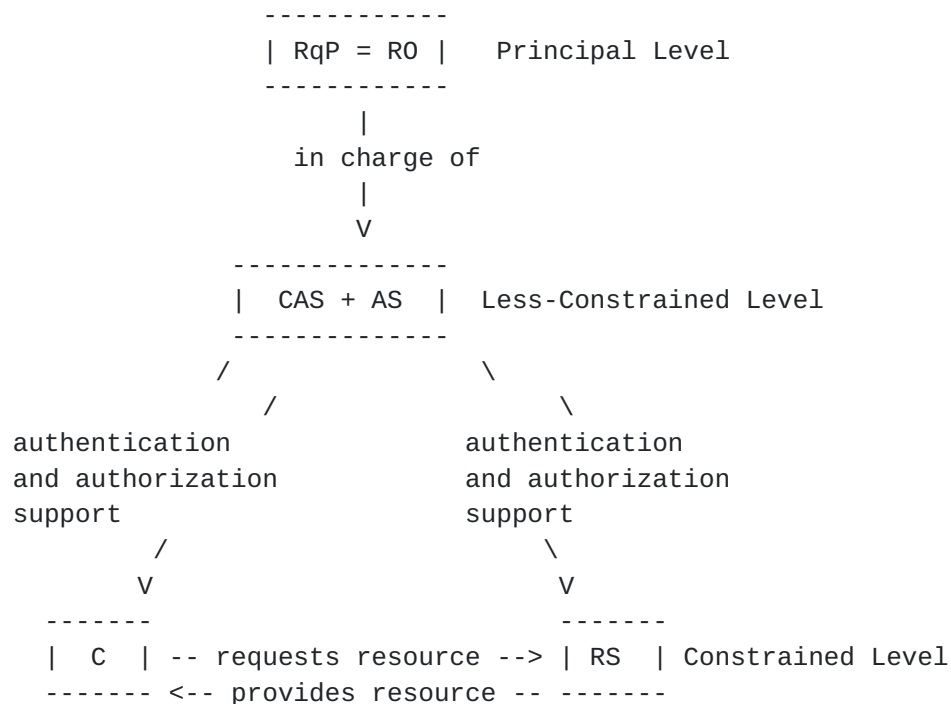 ------------
| RqP = RO |   Principal Level
------------
|
in charge of
|
V
--------------
|  CAS + AS  |  Less-Constrained Level
--------------
/                \
/                  \
authentication               authentication
and authorization            and authorization
support                      support
/                        \
V                          V
-------                          -------
|  C  | -- requests resource --> | RS  | Constrained Level
------- <-- provides resource -- -------